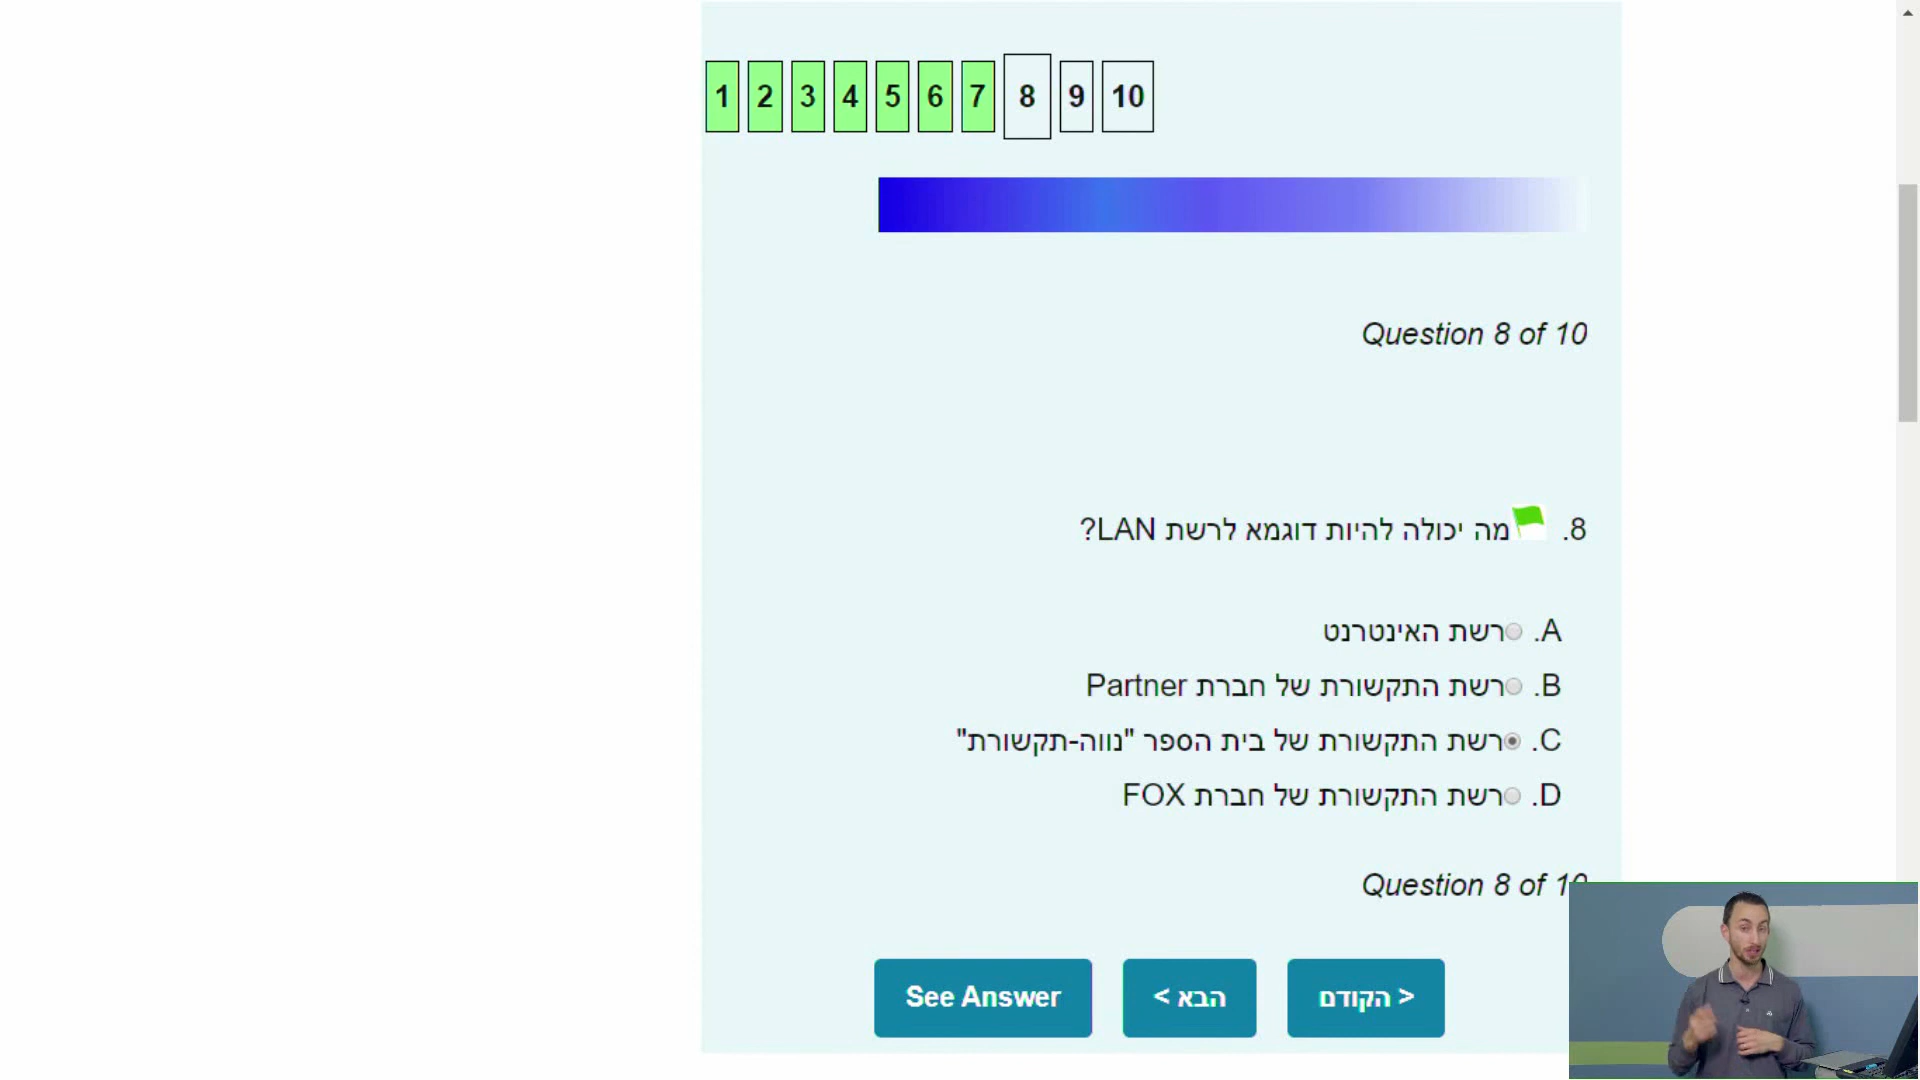 1 2 3 4 5 6 7 8 9 10
Question 8 of 10
8. מה יכולה להיות דוגמא לרשת LAN?
A. רשת האינטרנט
B. רשת התקשורת של חברת Partner
C. רשת התקשורת של בית הספר "נווה-תקשורת"
D. רשת התקשורת של חברת FOX
Question 8 of 10
< הקודם
הבא >
See Answer